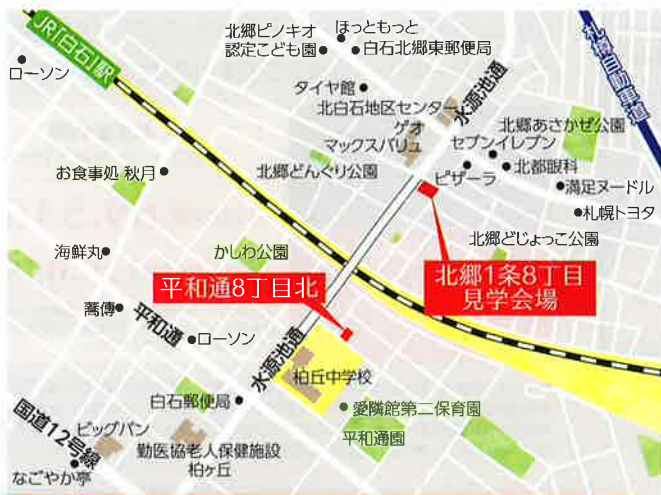 北郷ピノキオ
認定こども園
ほっともっと
白石北郷東郵便局
JR「白石」駅
ローソン
札幌自動車道
タイヤ館
北白石地区センター
水源池通
ゲオ
マックスバリュ
北郷あさかぜ公園
セブンイレブン
お食事処 秋月
北郷どんぐり公園
ピザーラ
北都眼科
満足ヌードル
札幌トヨタ
海鮮丸
かしわ公園
北郷どじょっこ公園
平和通8丁目北
北郷1条8丁目
見学会場
蕎傳
平和通
ローソン
水源池通
柏丘中学校
白石郵便局
愛隣館第二保育園
平和通園
国道12号線
ビッグバン
勤医協老人保健施設
柏ヶ丘
なごやか亭